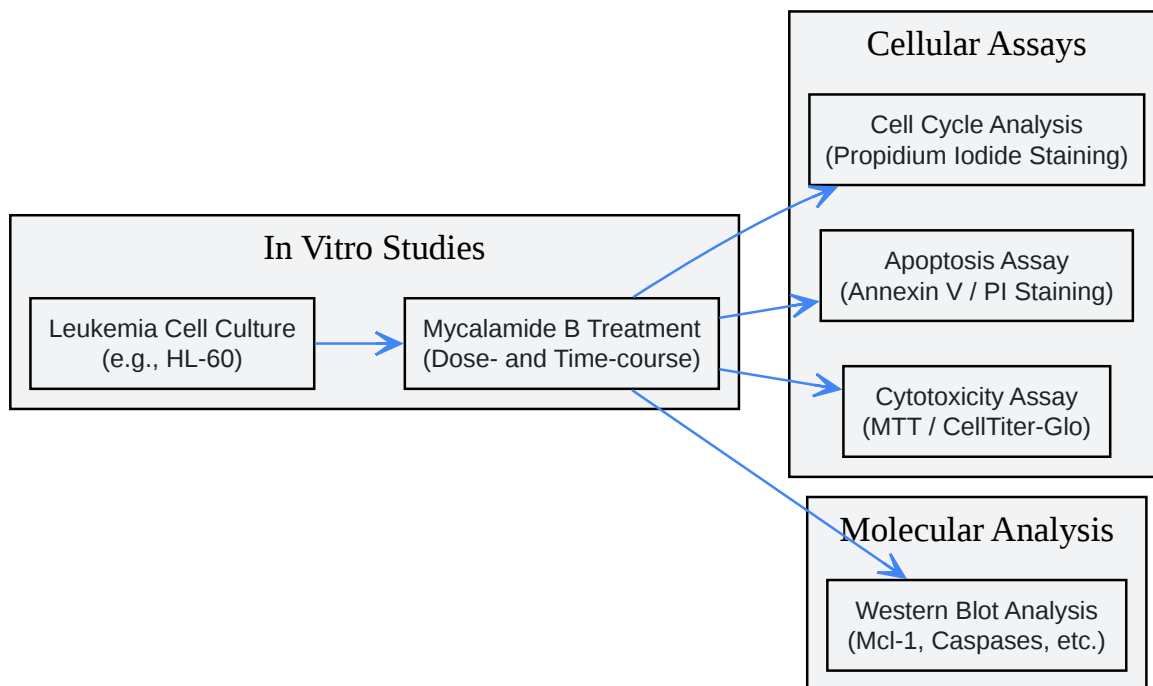 In Vitro Studies
Leukemia Cell Culture
(e.g., HL-60)
Mycalamide B Treatment
(Dose- and Time-course)
Cellular Assays
Cell Cycle Analysis
(Propidium Iodide Staining)
Apoptosis Assay
(Annexin V / PI Staining)
Cytotoxicity Assay
(MTT / CellTiter-Glo)
Molecular Analysis
Western Blot Analysis
(Mcl-1, Caspases, etc.)